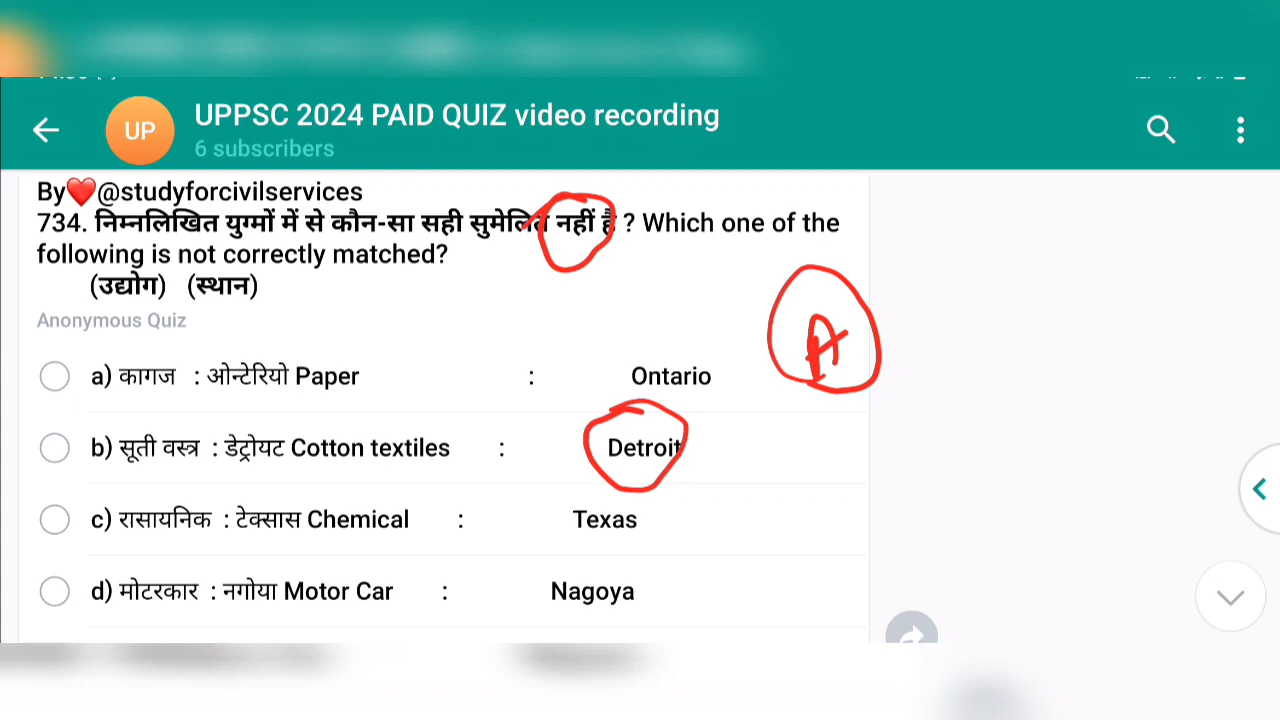 UP
UPPSC 2024 PAID QUIZ video recording
6 subscribers
By❤️@studyforcivilservices
734. निम्नलिखित युग्मों में से कौन-सा सही सुमेलित नहीं है ? Which one of the
following is not correctly matched?
(उद्योग) (स्थान)
Anonymous Quiz
A
a) कागज : ओन्टेरियो Paper : Ontario
b) सूती वस्त्र : डेट्रोयट Cotton textiles : Detroit
c) रासायनिक : टेक्सास Chemical : Texas
d) मोटरकार : नगोया Motor Car : Nagoya